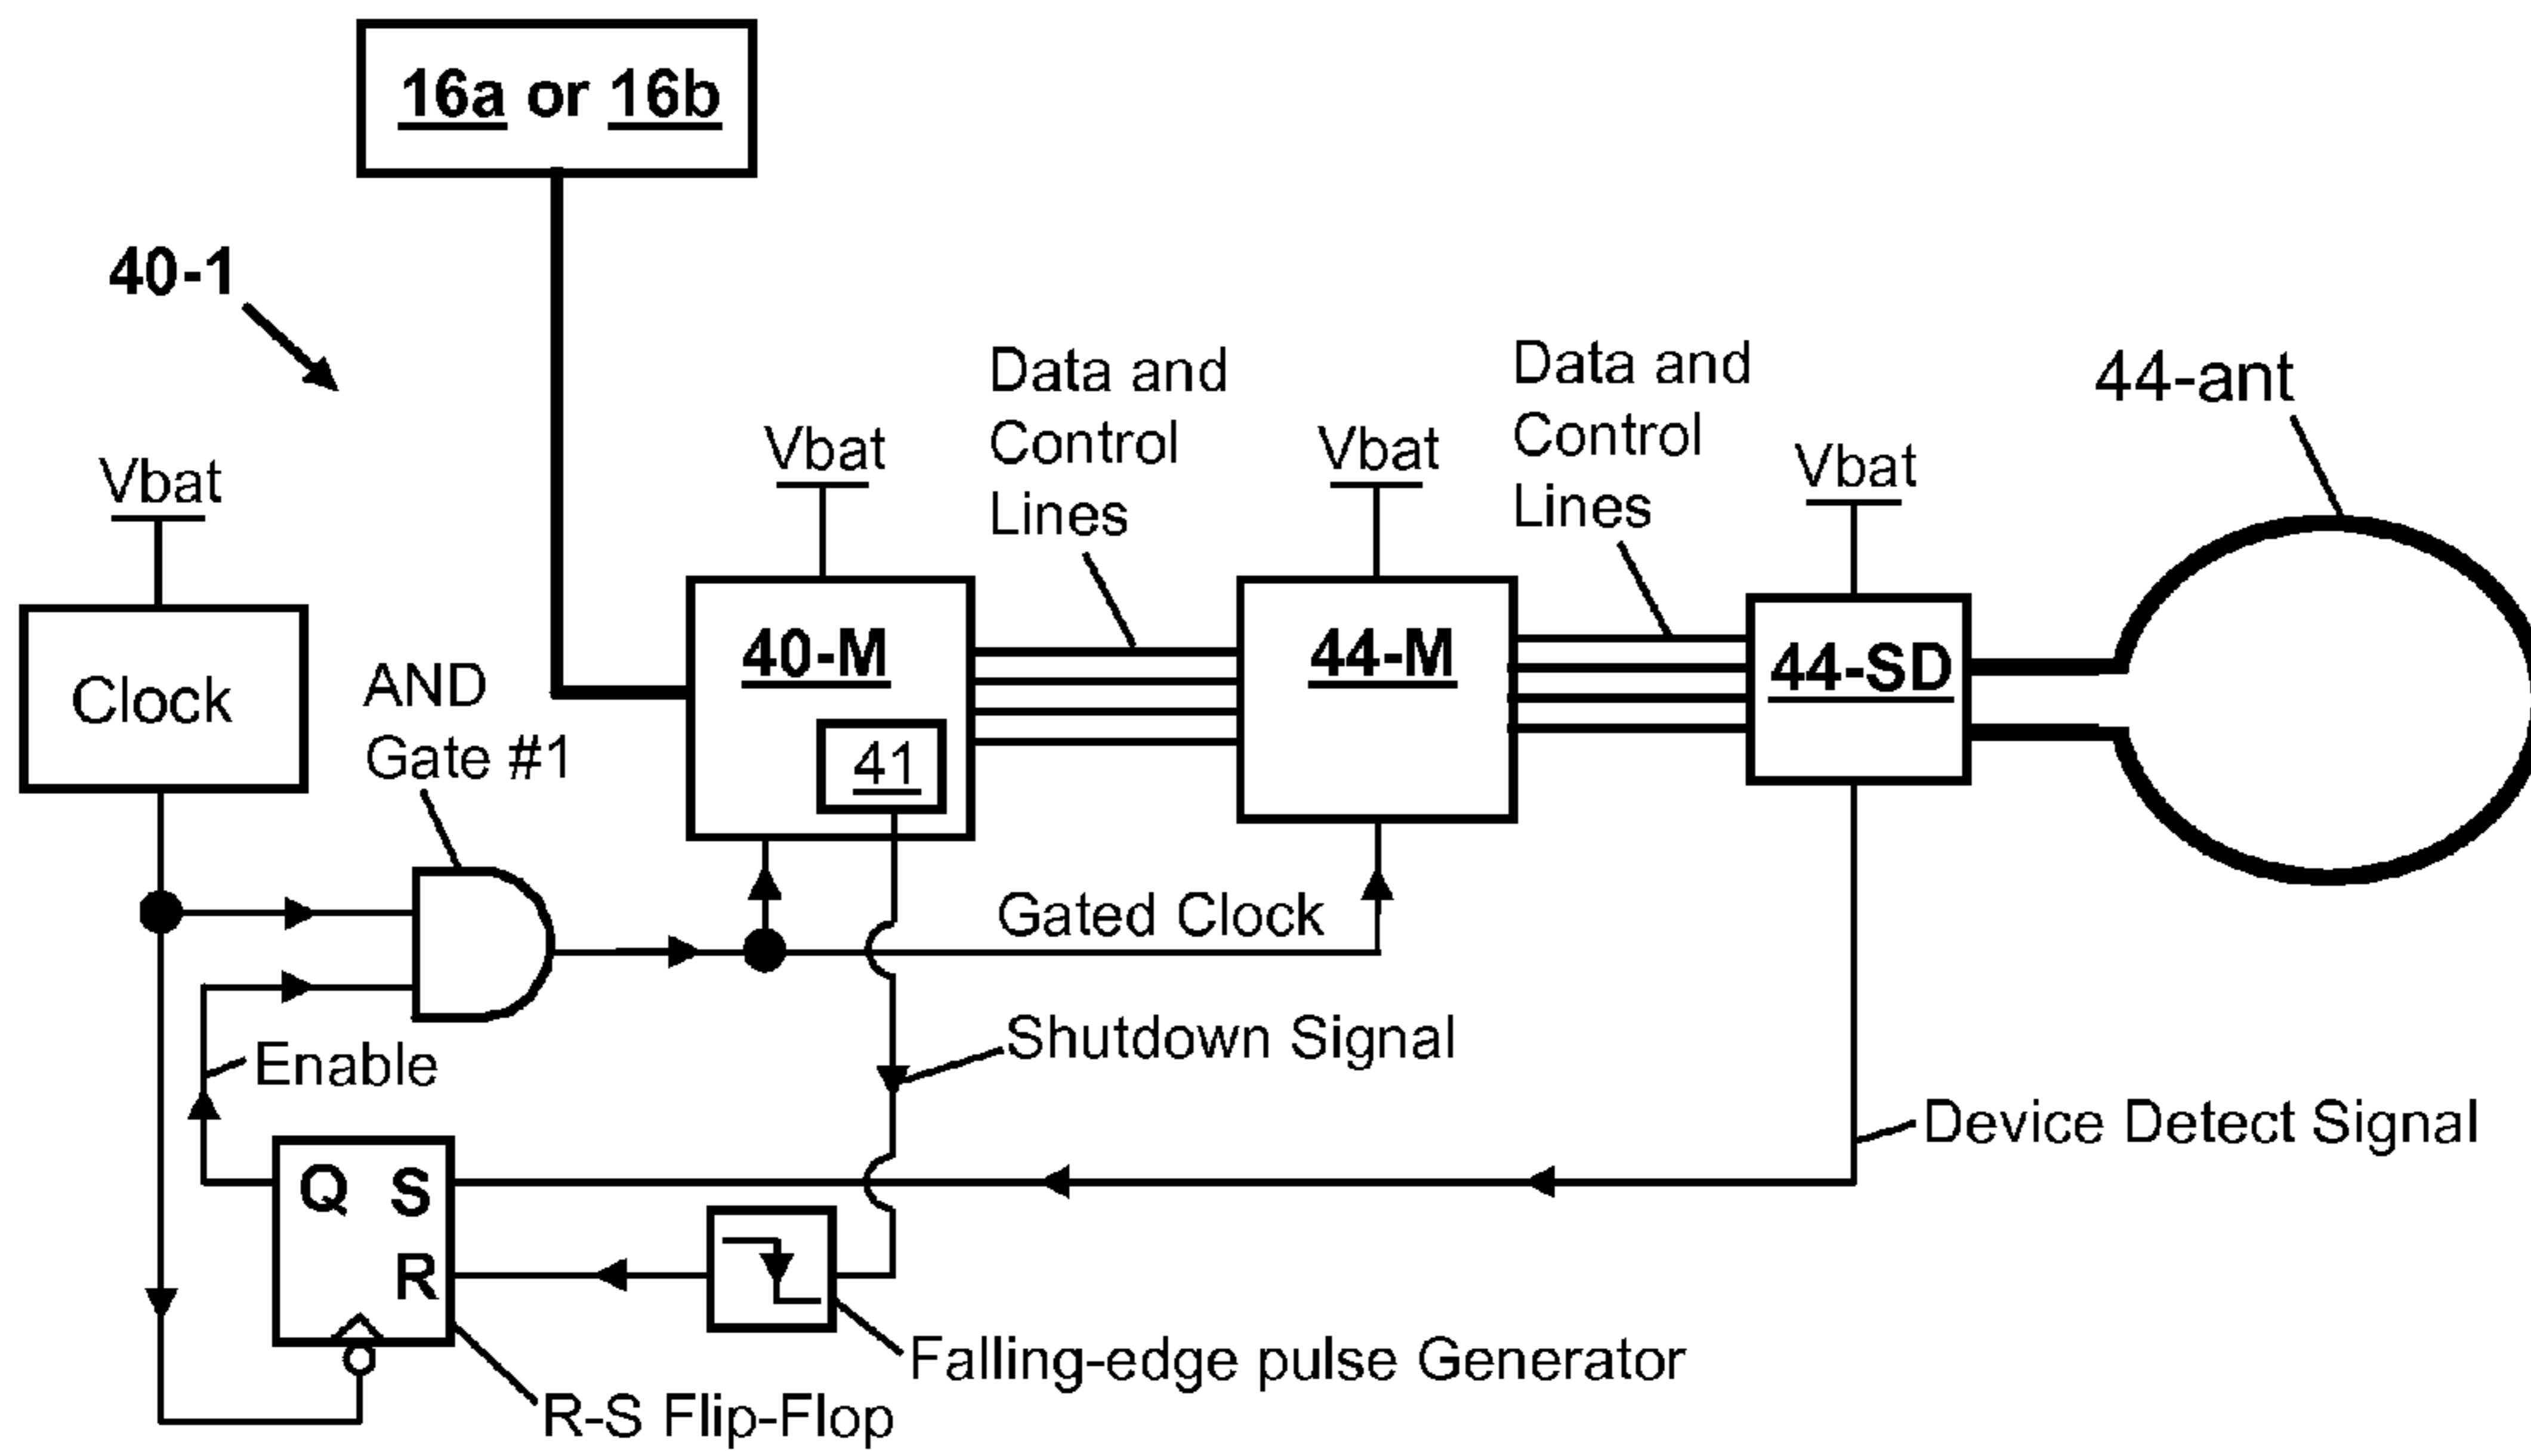 16a or 16b
40-1
Data and
Control
Lines
Data and
Control
Lines
44-ant
Vbat
Vbat
Vbat
Vbat
Clock
AND
Gate #1
40-M
41
44-M
44-SD
Gated Clock
Enable
Shutdown Signal
Device Detect Signal
Q S
R
Falling-edge pulse Generator
R-S Flip-Flop